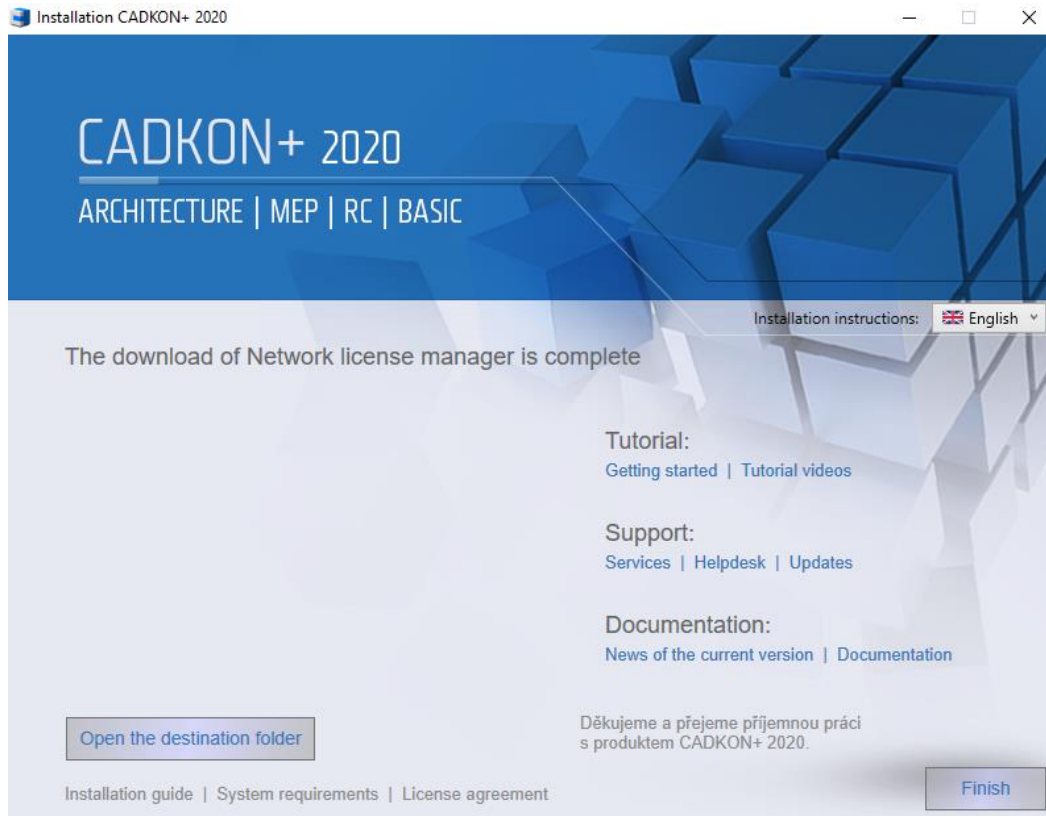 Installation CADKON+ 2020
CADKON+ 2020
ARCHITECTURE | MEP | RC | BASIC
Installation instructions: English
The download of Network license manager is complete
Tutorial:
Getting started | Tutorial videos
Support:
Services | Helpdesk | Updates
Documentation:
News of the current version | Documentation
Open the destination folder
Děkujeme a přejeme příjemnou práci
s produktem CADKON+ 2020.
Finish
Installation guide | System requirements | License agreement